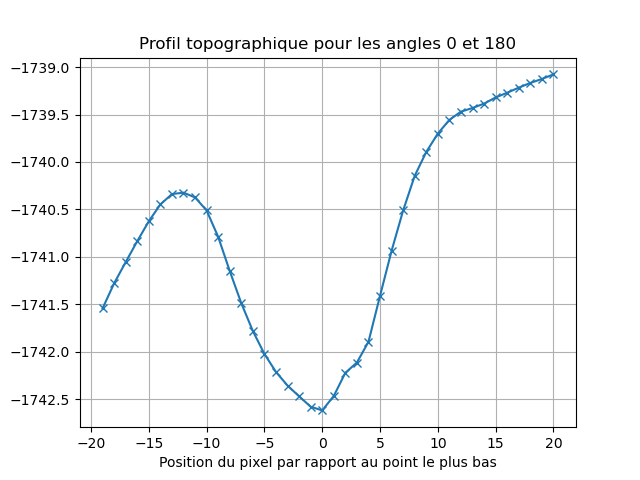 Profil topographique pour les angles 0 et 180
−1739.0
−1739.5
−1740.0
−1740.5
−1741.0
−1741.5
−1742.0
−1742.5
−20 −15 −10 −5 0 5 10 15 20
Position du pixel par rapport au point le plus bas